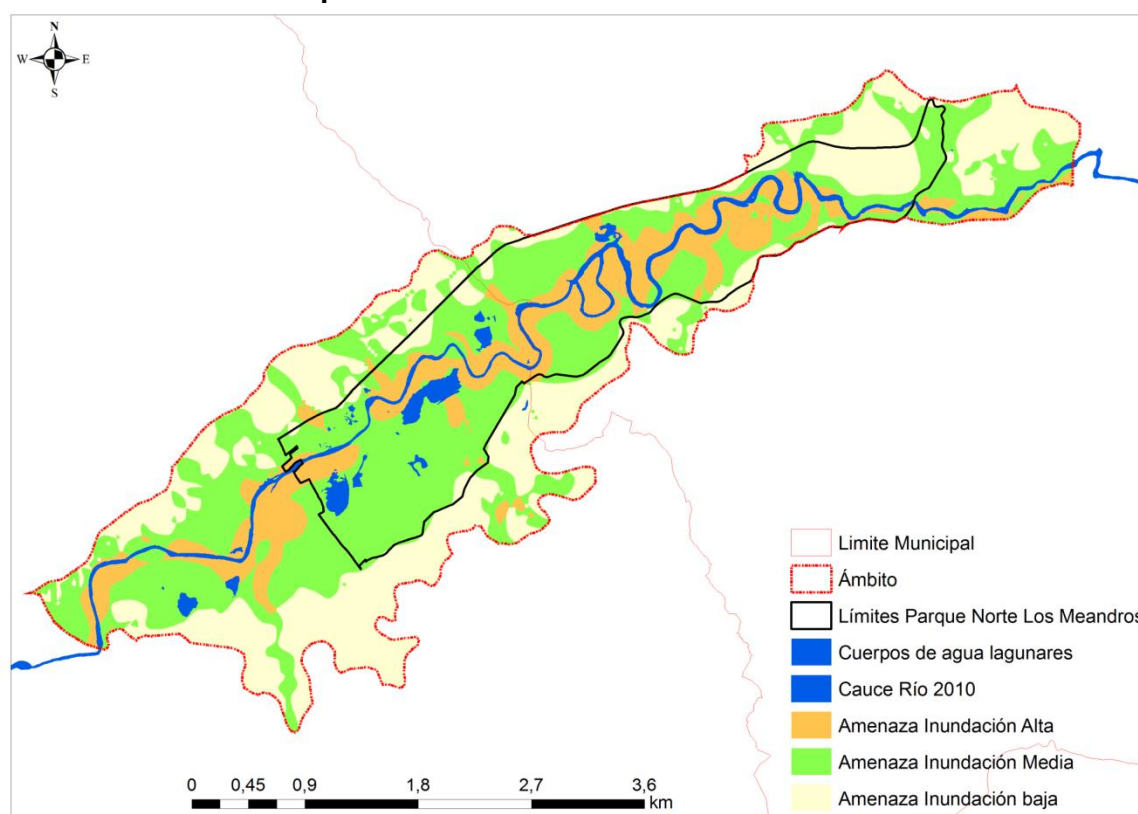 N
W E
S
Limite Municipal
Ámbito
Límites Parque Norte Los Meandros
Cuerpos de agua lagunares
Cauce Río 2010
Amenaza Inundación Alta
Amenaza Inundación Media
Amenaza Inundación baja
0 0,45 0,9 1,8 2,7 3,6
km